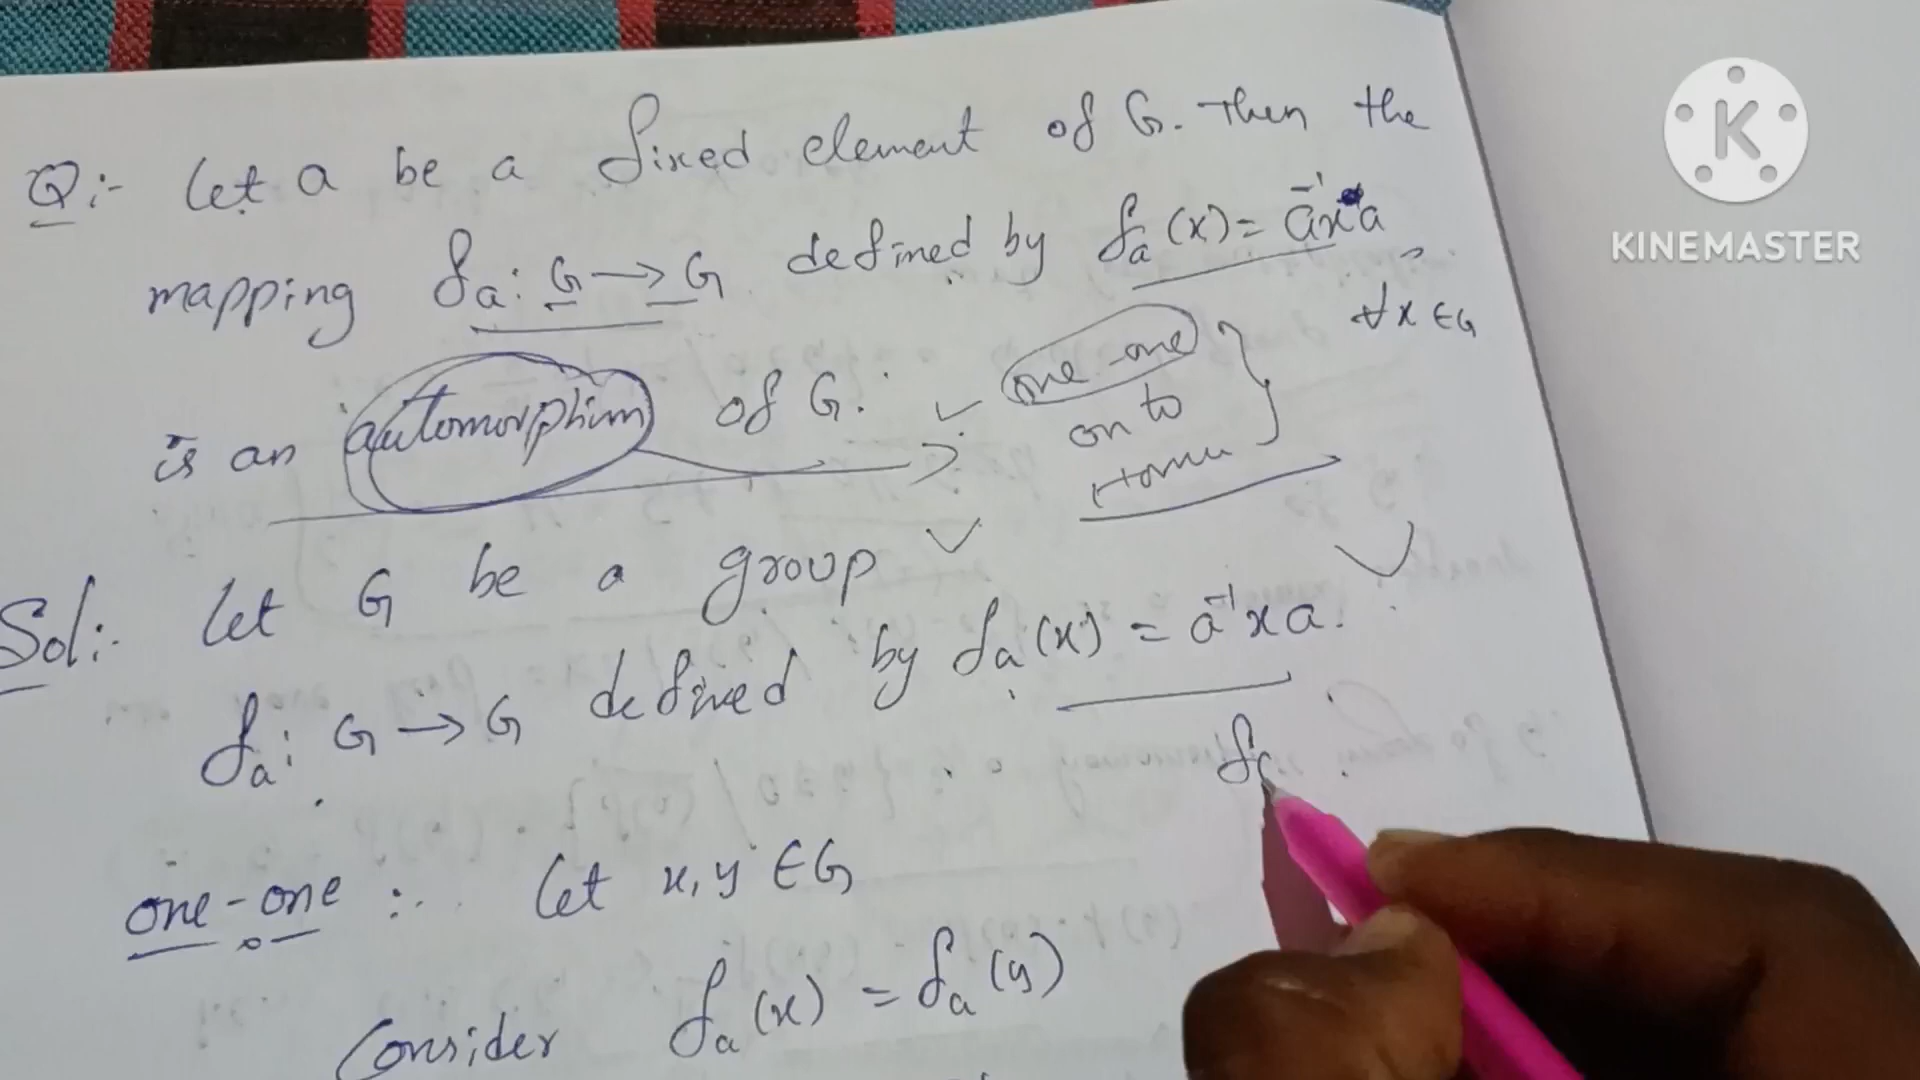 Q:- Let a be a fixed element of G. Then the
mapping fa: G → G defined by fa(x) = a⁻¹xa,
∀x ∈ G
is an automorphism of G.
one-one
on to
Homo
Sol:- Let G be a group
fa: G → G defined by fa(x) = a⁻¹xa.
fa
one-one :- Let x, y ∈ G
Consider fa(x) = fa(y)
K
KINEMASTER